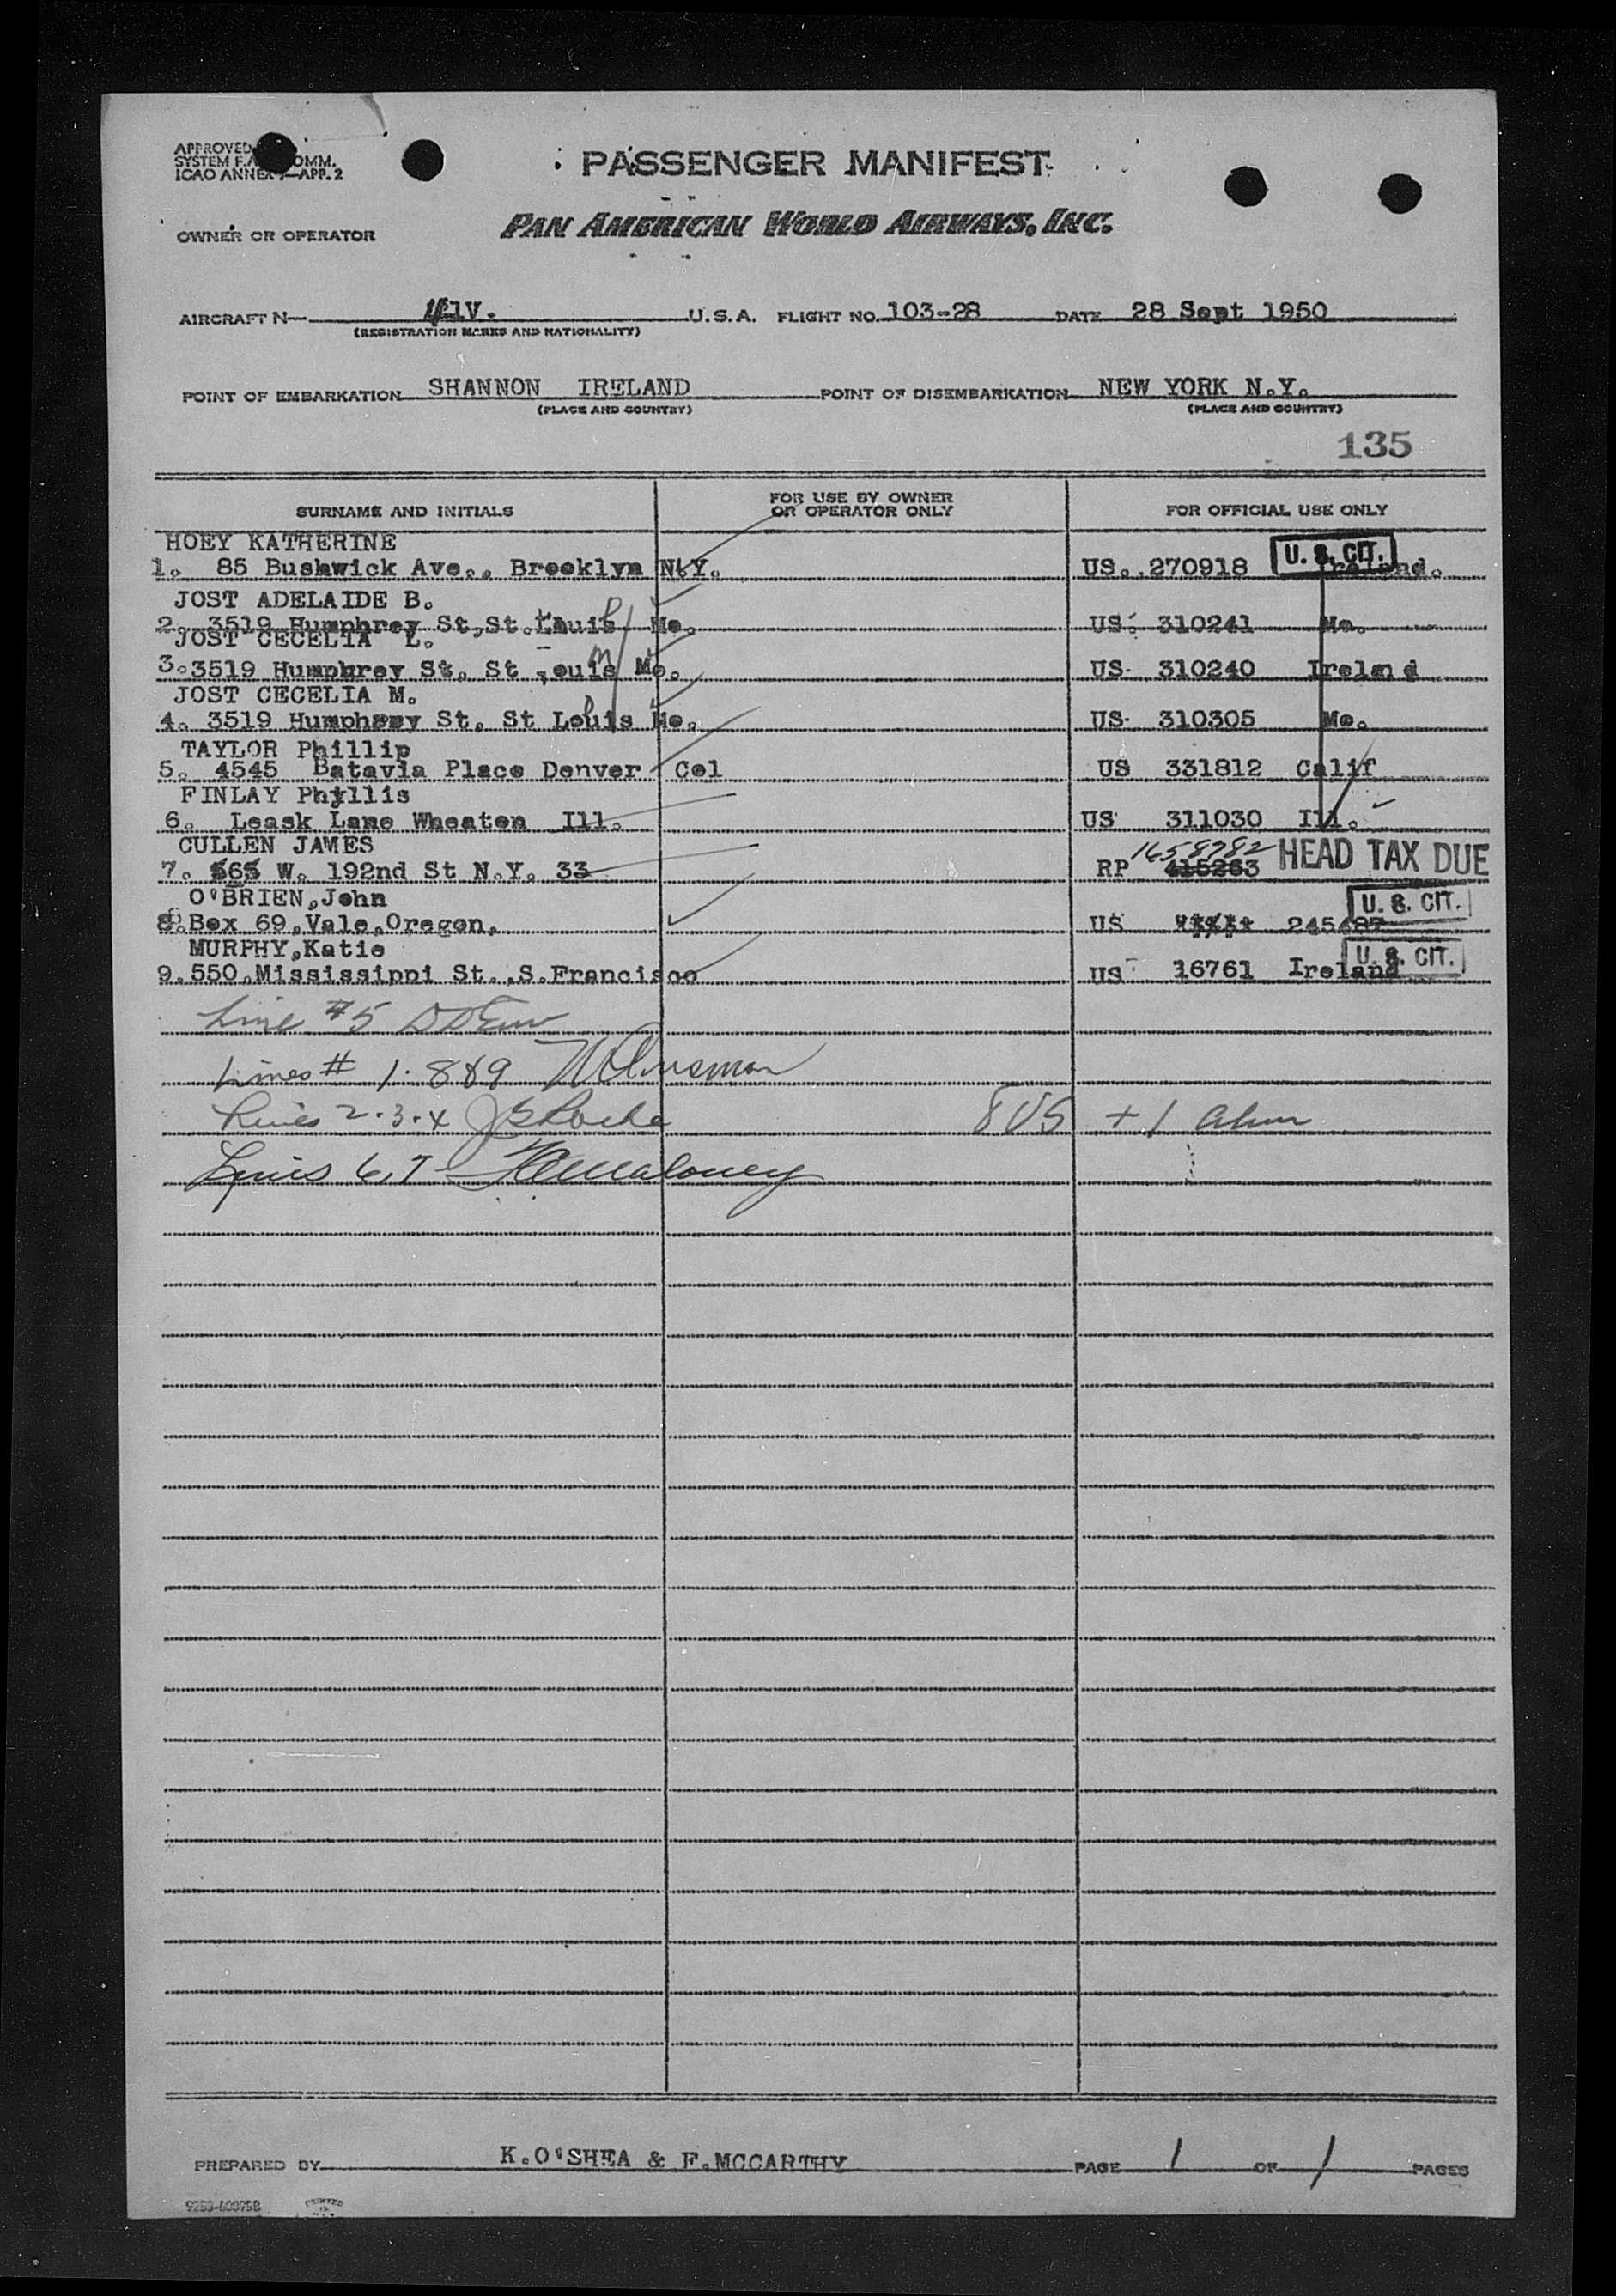 APPROVED
SYSTEM F.A. COMM.
ICAO ANNEX —APP. 2
PASSENGER MANIFEST
OWNER OR OPERATOR
PAN AMERICAN WORLD AIRWAYS, INC.
AIRCRAFT N— 1V. U.S.A. FLIGHT NO. 103-28 DATE 28 Sept 1950
(REGISTRATION MARKS AND NATIONALITY)
POINT OF EMBARKATION SHANNON IRELAND POINT OF DISEMBARKATION NEW YORK N.Y.
(PLACE AND COUNTRY) (PLACE AND COUNTRY)
135
SURNAME AND INITIALS FOR USE BY OWNER OR OPERATOR ONLY FOR OFFICIAL USE ONLY
HOEY KATHERINE
1. 85 Bushwick Ave., Brooklyn N.Y. US. 270918 Ireland. U. S. CIT.
JOST ADELAIDE B.
2. 3519 Humphrey St,St.Louis Mo. US. 310241 Mo.
JOST CECELIA L.
3. 3519 Humphrey St. St Louis Mo. US. 310240 Ireland
JOST CECELIA M.
4. 3519 Humphrey St. St Louis Mo. US. 310305 Mo.
TAYLOR Phillip
5. 4545 Batavia Place Denver Col US 331812 Calif
FINLAY Phyllis
6. Leask Lane Wheaton Ill. US 311030 Ill.
CULLEN JAMES
7. 565 W. 192nd St N.Y. 33 RP 415263 1658782 HEAD TAX DUE
O'BRIEN,John
8. Box 69,Vale,Oregon, US 245487 U. S. CIT.
MURPHY,Katie
9. 550,Mississippi St.,S.Francisco US 16761 Ireland U. S. CIT.
Line #5
Lines # 1. 8 & 9
Lines 2.3.4 JB Roche 8 US + 1 Alien
Lines 6,7 Maloney
PREPARED BY K.O'SHEA & F.MCCARTHY PAGE 1 OF 1 PAGES